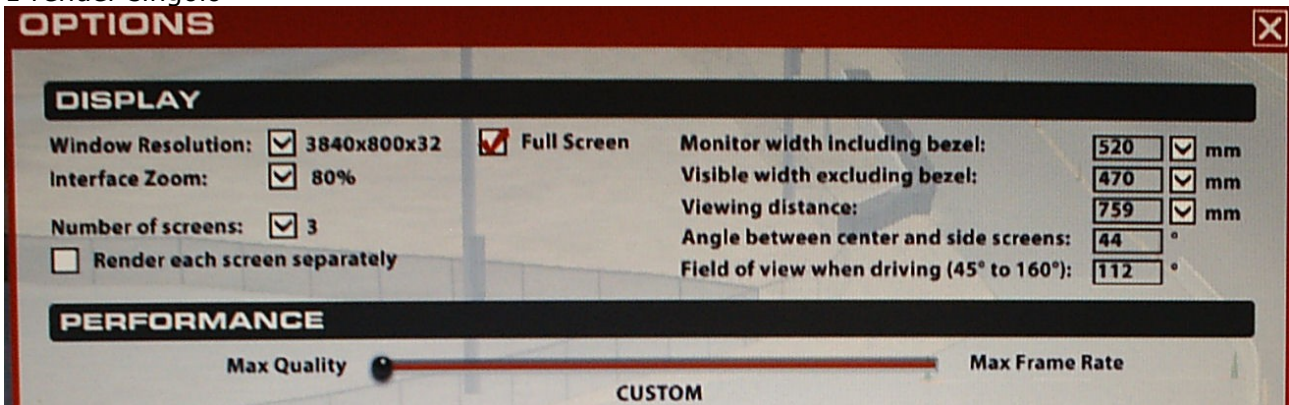 OPTIONS
DISPLAY
Window Resolution: 3840x800x32 Full Screen
Interface Zoom: 80%
Number of screens: 3
Render each screen separately
Monitor width including bezel: 520 mm
Visible width excluding bezel: 470 mm
Viewing distance: 759 mm
Angle between center and side screens: 44 °
Field of view when driving (45° to 160°): 112 °
PERFORMANCE
Max Quality Max Frame Rate
CUSTOM